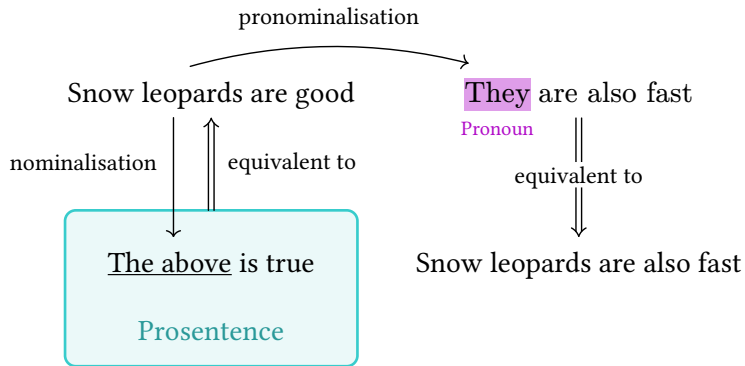 pronominalisation
Snow leopards are good
They are also fast
Pronoun
nominalisation
equivalent to
equivalent to
The above is true
Snow leopards are also fast
Prosentence